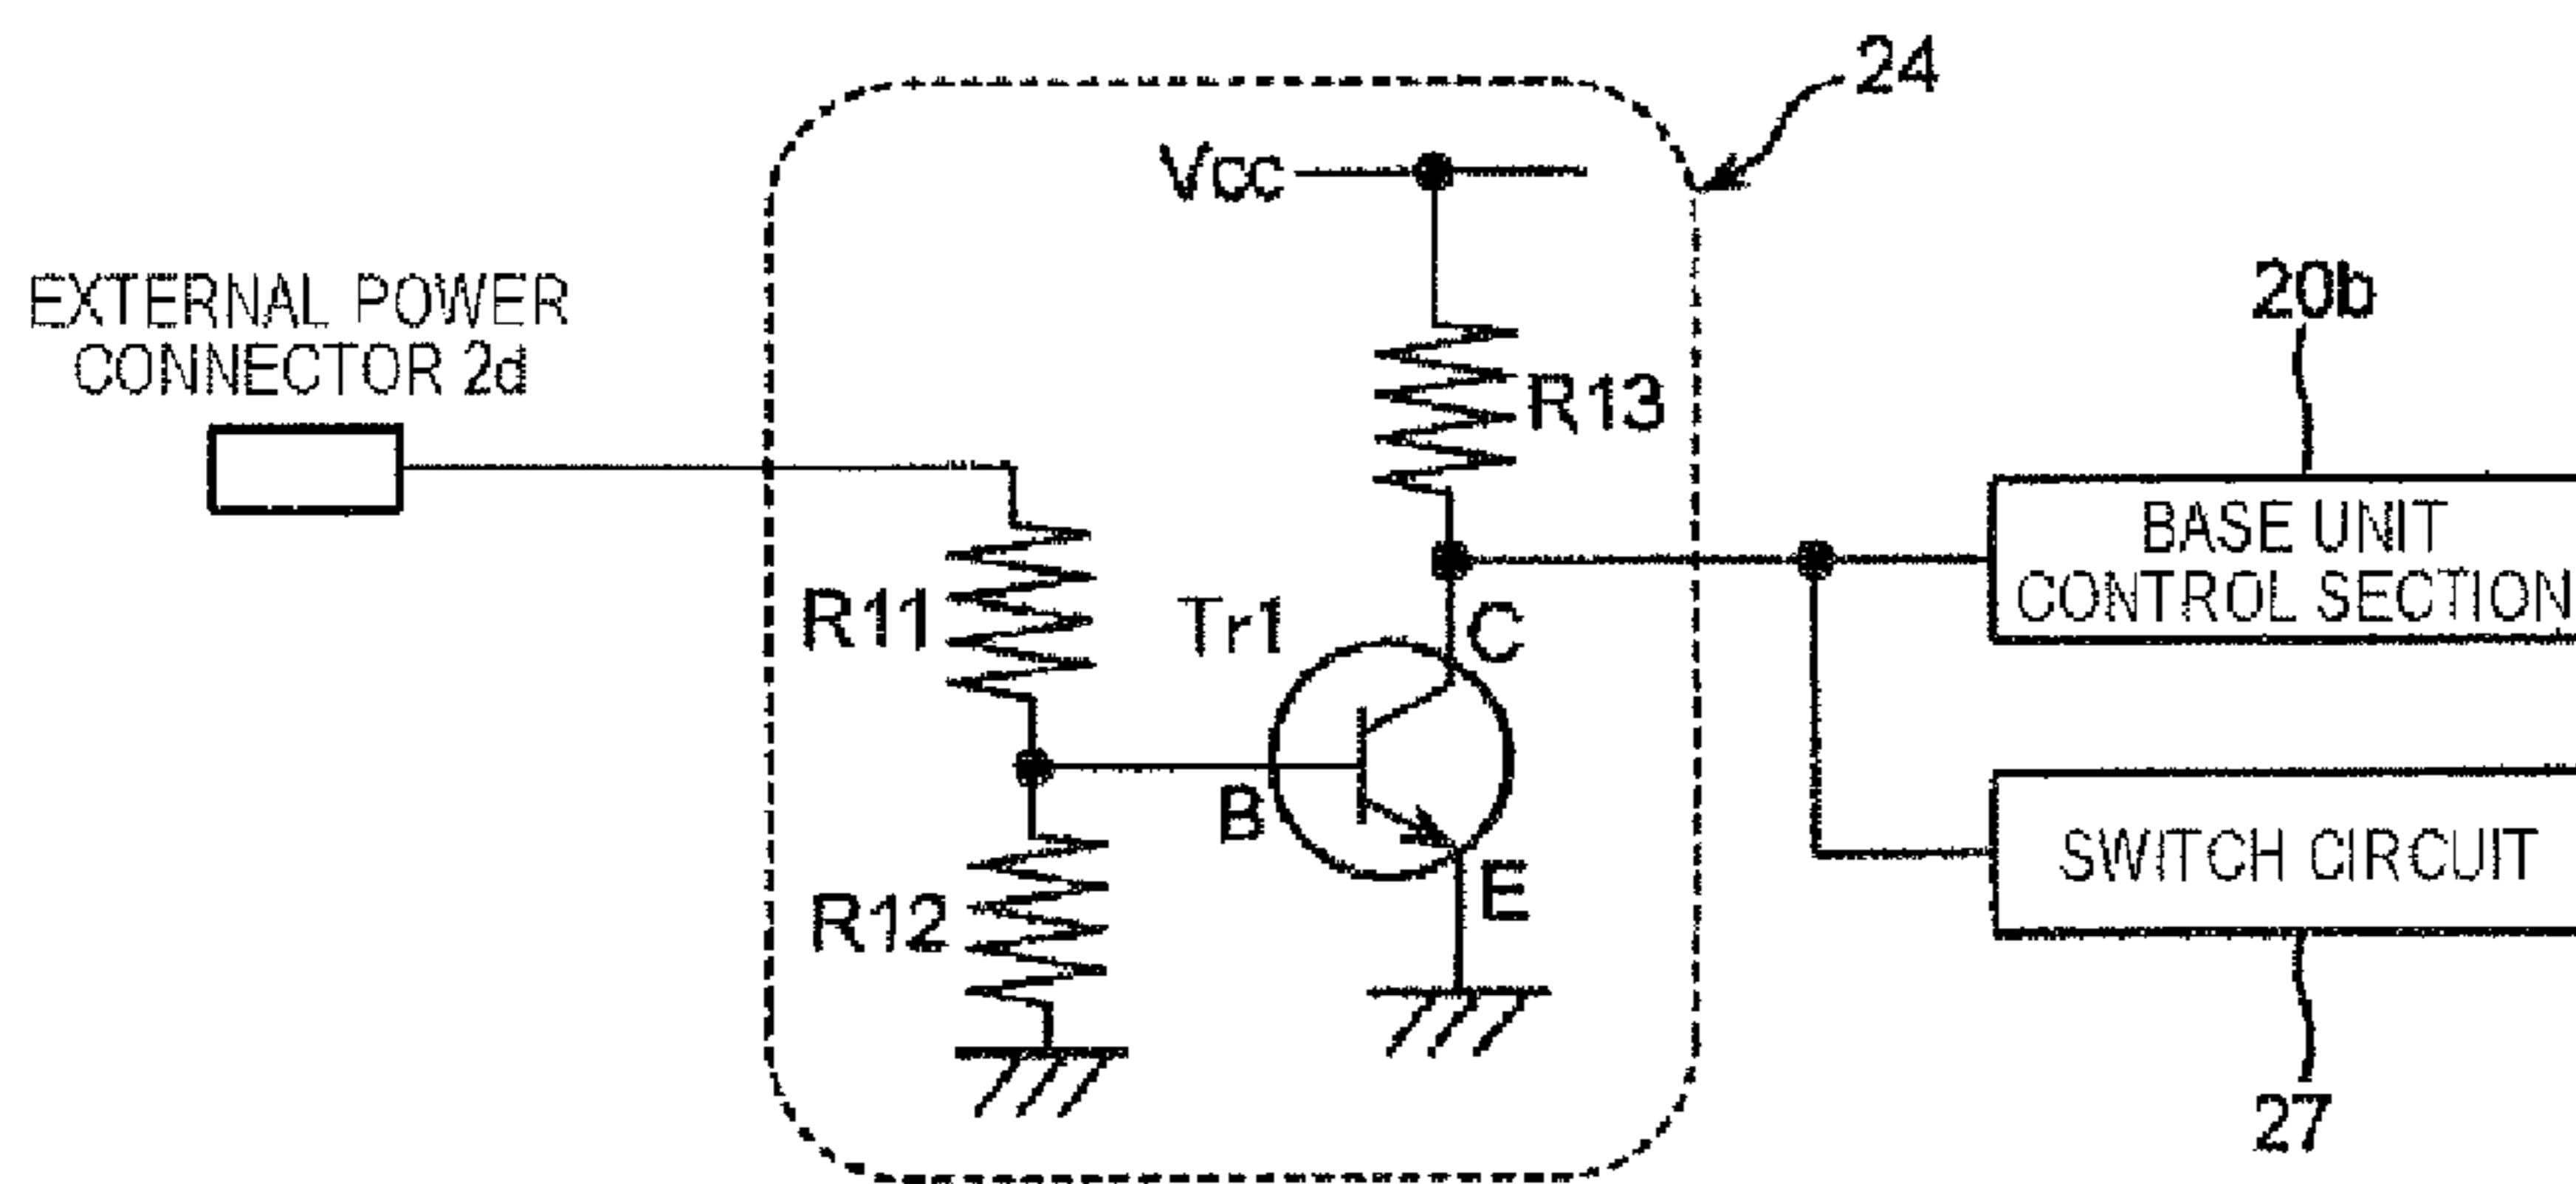 24
Vcc
EXTERNAL POWER
CONNECTOR 2d
20b
R13
BASE UNIT
CONTROL SECTION
R11
Tr1
C
B
E
R12
SWITCH CIRCUIT
27